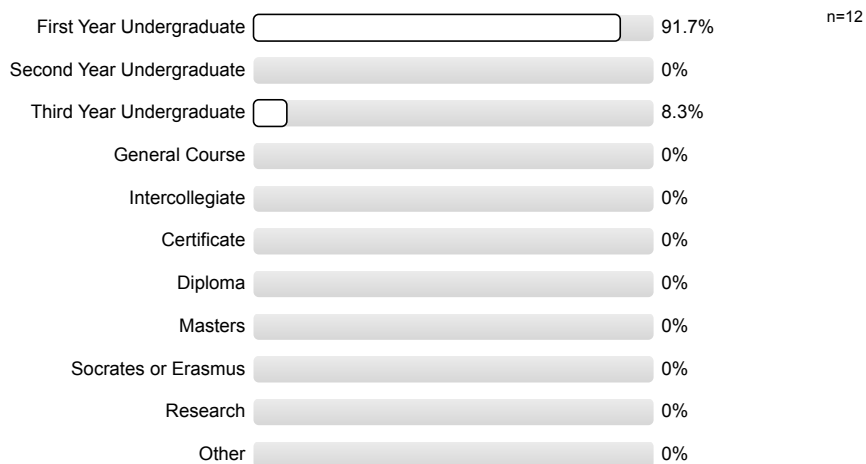 First Year Undergraduate 91.7% n=12
Second Year Undergraduate 0%
Third Year Undergraduate 8.3%
General Course 0%
Intercollegiate 0%
Certificate 0%
Diploma 0%
Masters 0%
Socrates or Erasmus 0%
Research 0%
Other 0%